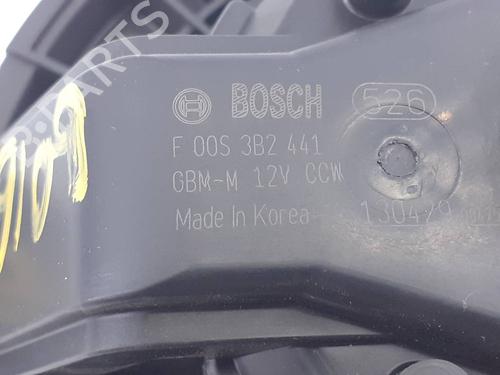 BOSCH 526
F 00S 3B2 441
GBM-M 12V CCW
Made In Korea
130429